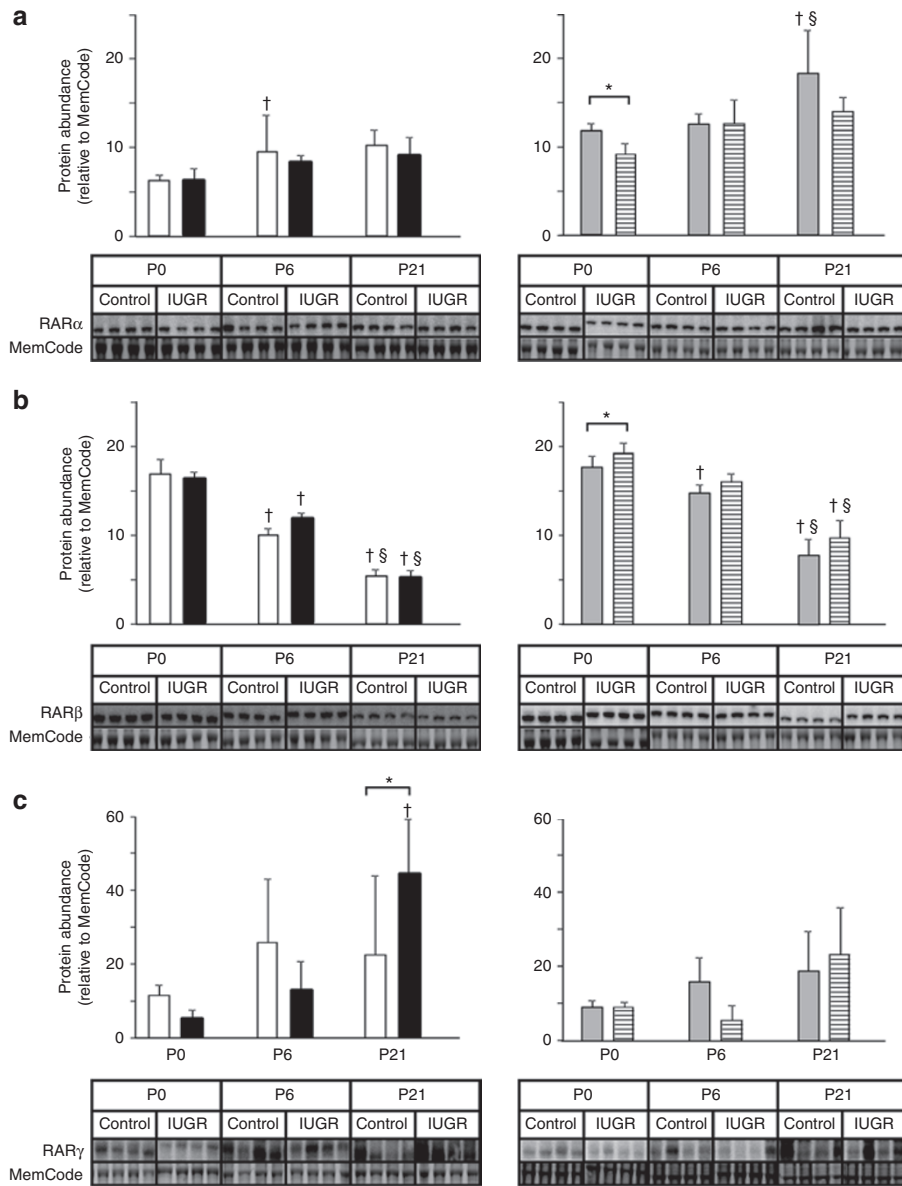 a
Protein abundance
(relative to MemCode)
20
10
0
†
20
10
0
*
† §
P0 P6 P21
Control IUGR Control IUGR Control IUGR
RARα
MemCode
P0 P6 P21
Control IUGR Control IUGR Control IUGR
b
Protein abundance
(relative to MemCode)
20
10
0
† †
† § † §
20
10
0
*
†
† § † §
P0 P6 P21
Control IUGR Control IUGR Control IUGR
RARβ
MemCode
P0 P6 P21
Control IUGR Control IUGR Control IUGR
c
Protein abundance
(relative to MemCode)
60
40
20
0
*
†
P0 P6 P21
60
40
20
0
P0 P6 P21
P0 P6 P21
Control IUGR Control IUGR Control IUGR
RARγ
MemCode
P0 P6 P21
Control IUGR Control IUGR Control IUGR